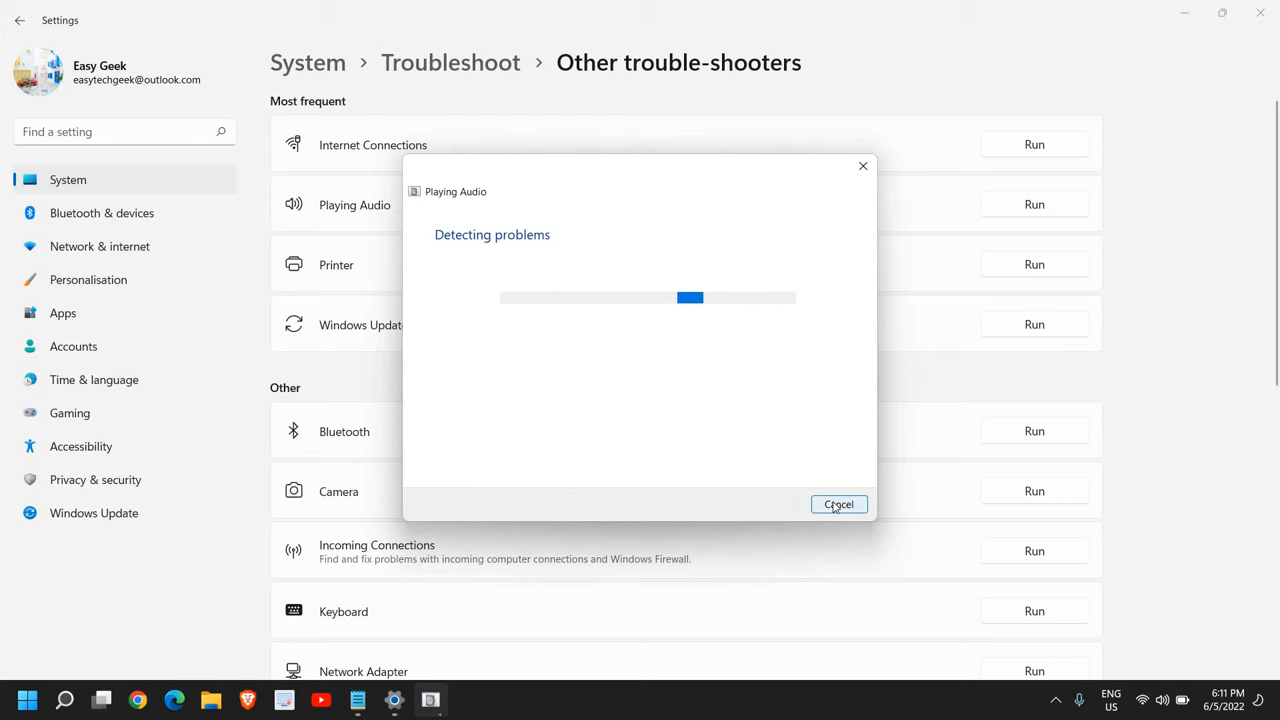 Settings
Easy Geek
easytechgeek@outlook.com
Find a setting
System
Bluetooth & devices
Network & internet
Personalisation
Apps
Accounts
Time & language
Gaming
Accessibility
Privacy & security
Windows Update
System > Troubleshoot > Other trouble-shooters
Most frequent
Internet Connections
Run
Playing Audio
Run
Printer
Run
Windows Updat
Run
Other
Bluetooth
Run
Camera
Run
Incoming Connections
Find and fix problems with incoming computer connections and Windows Firewall.
Run
Keyboard
Run
Network Adapter
Run
Playing Audio
Detecting problems
Cancel
ENG
US
6:11 PM
6/5/2022